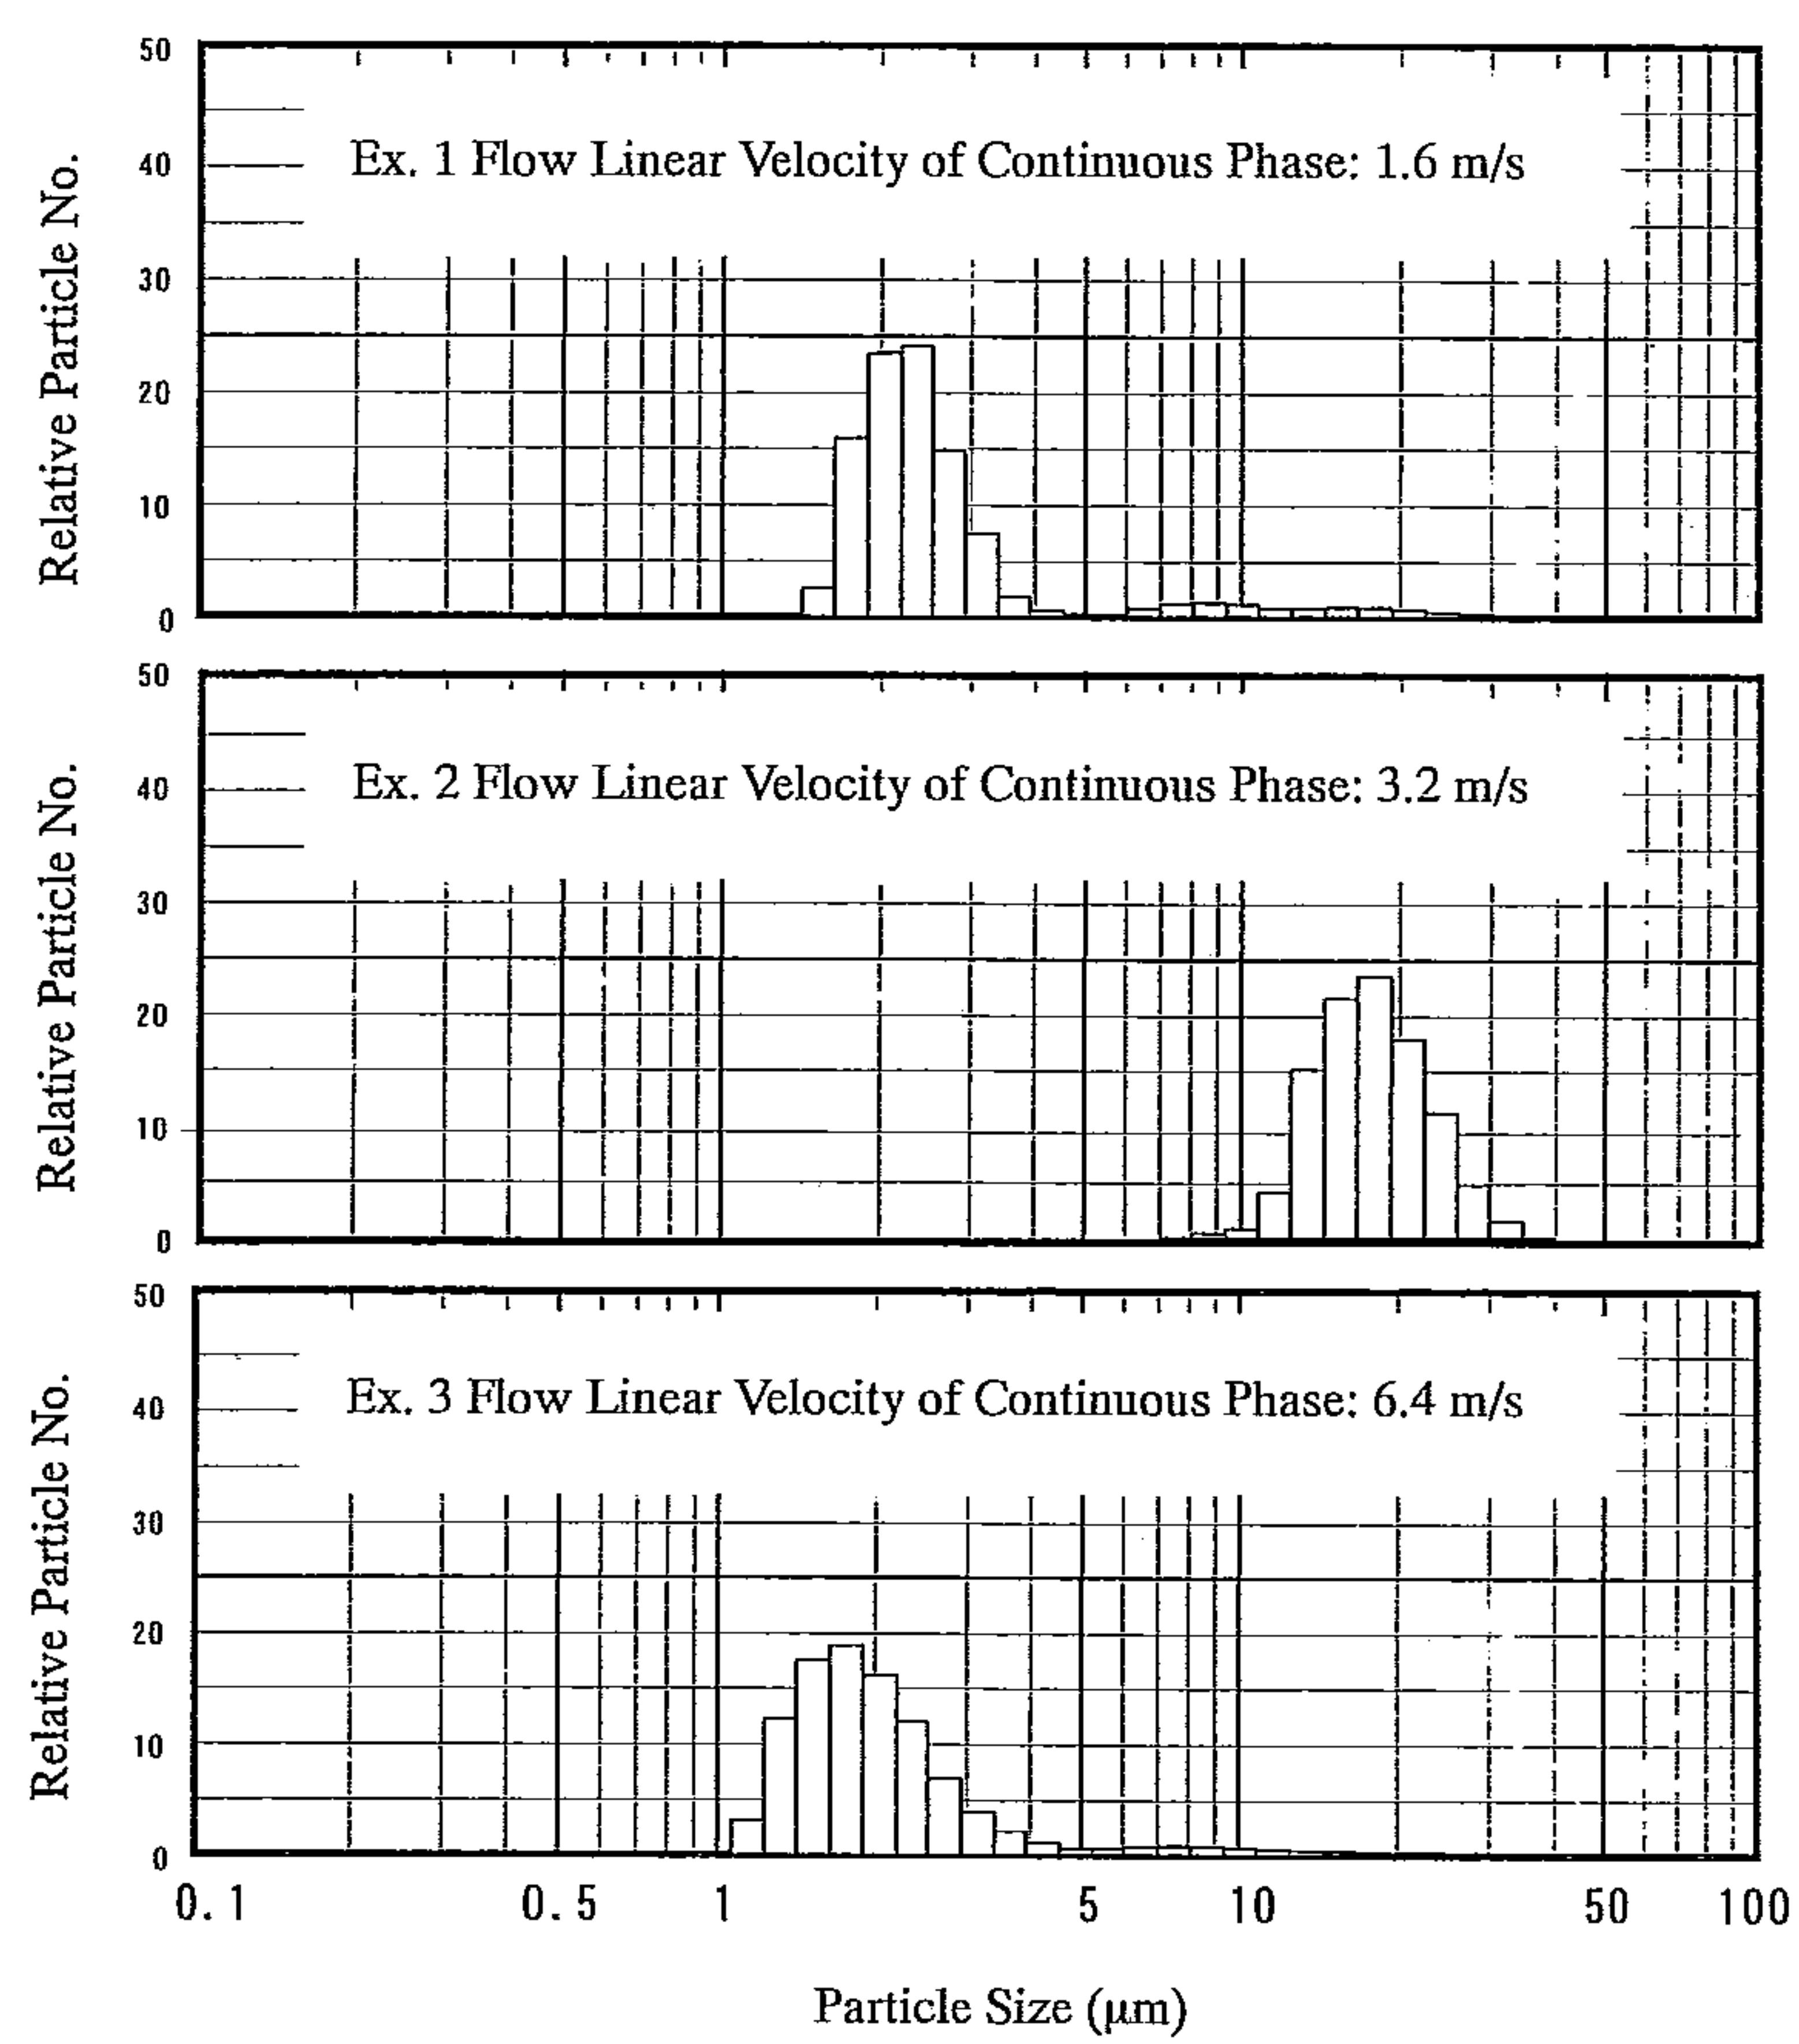 50
40
30
20
10
0
Relative Particle No.
Ex. 1 Flow Linear Velocity of Continuous Phase: 1.6 m/s
50
40
30
20
10
0
Relative Particle No.
Ex. 2 Flow Linear Velocity of Continuous Phase: 3.2 m/s
50
40
30
20
10
0
Relative Particle No.
Ex. 3 Flow Linear Velocity of Continuous Phase: 6.4 m/s
0.1 0.5 1 5 10 50 100
Particle Size (μm)